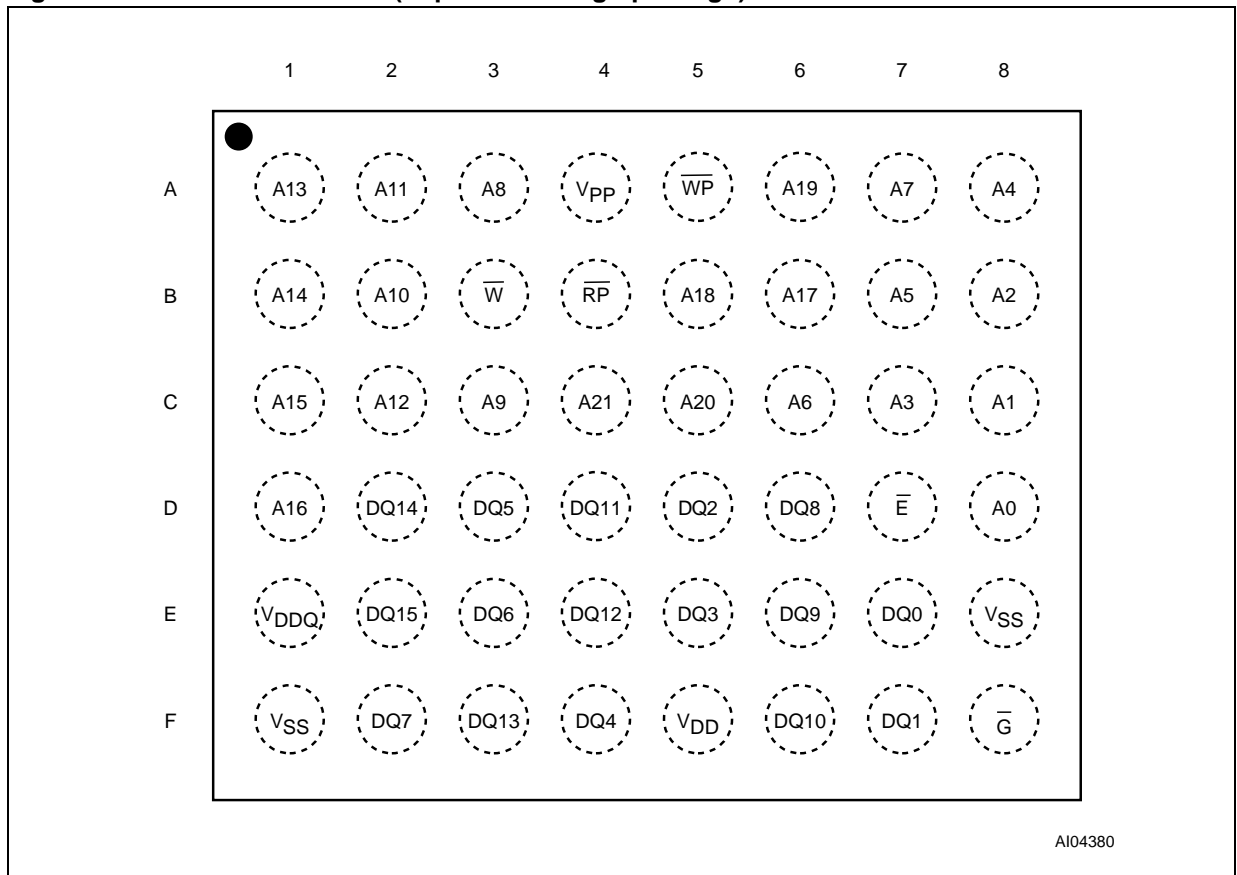 1 2 3 4 5 6 7 8
A A13 A11 A8 VPP W̅P̅ A19 A7 A4
B A14 A10 W̅ R̅P̅ A18 A17 A5 A2
C A15 A12 A9 A21 A20 A6 A3 A1
D A16 DQ14 DQ5 DQ11 DQ2 DQ8 E̅ A0
E VDDQ DQ15 DQ6 DQ12 DQ3 DQ9 DQ0 VSS
F VSS DQ7 DQ13 DQ4 VDD DQ10 DQ1 G̅
AI04380